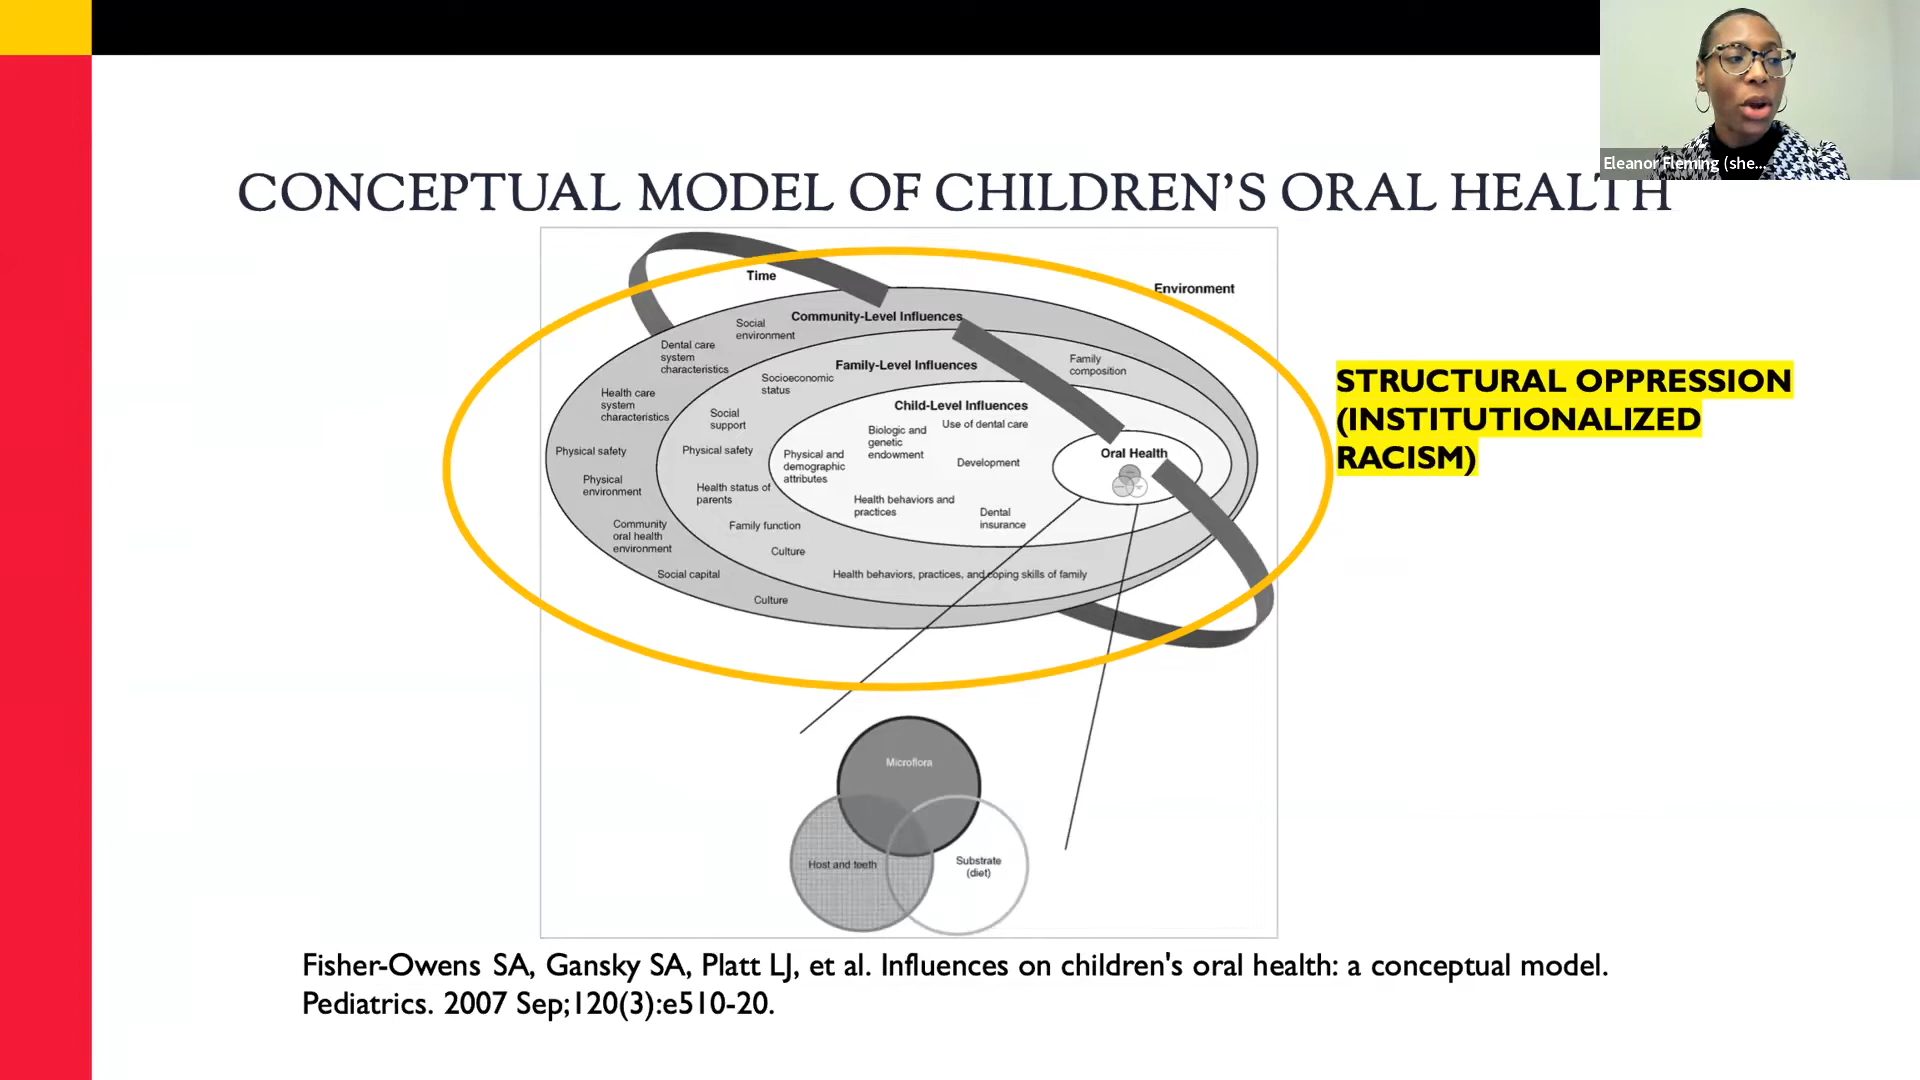 Eleanor Fleming (she...
CONCEPTUAL MODEL OF CHILDREN’S ORAL HEALTH
Time
Environment
Community-Level Influences
Social
environment
Dental care
system
characteristics
Health care
system
characteristics
Physical safety
Physical
environment
Community
oral health
environment
Social capital
Culture
Family-Level Influences
Family
composition
Socioeconomic
status
Social
support
Physical safety
Health status of
parents
Family function
Culture
Health behaviors, practices, and coping skills of family
Child-Level Influences
Biologic and
genetic
endowment
Use of dental care
Physical and
demographic
attributes
Development
Health behaviors and
practices
Dental
insurance
Oral Health
STRUCTURAL OPPRESSION
(INSTITUTIONALIZED
RACISM)
Microflora
Host and teeth
Substrate
(diet)
Fisher-Owens SA, Gansky SA, Platt LJ, et al. Influences on children's oral health: a conceptual model.
Pediatrics. 2007 Sep;120(3):e510-20.